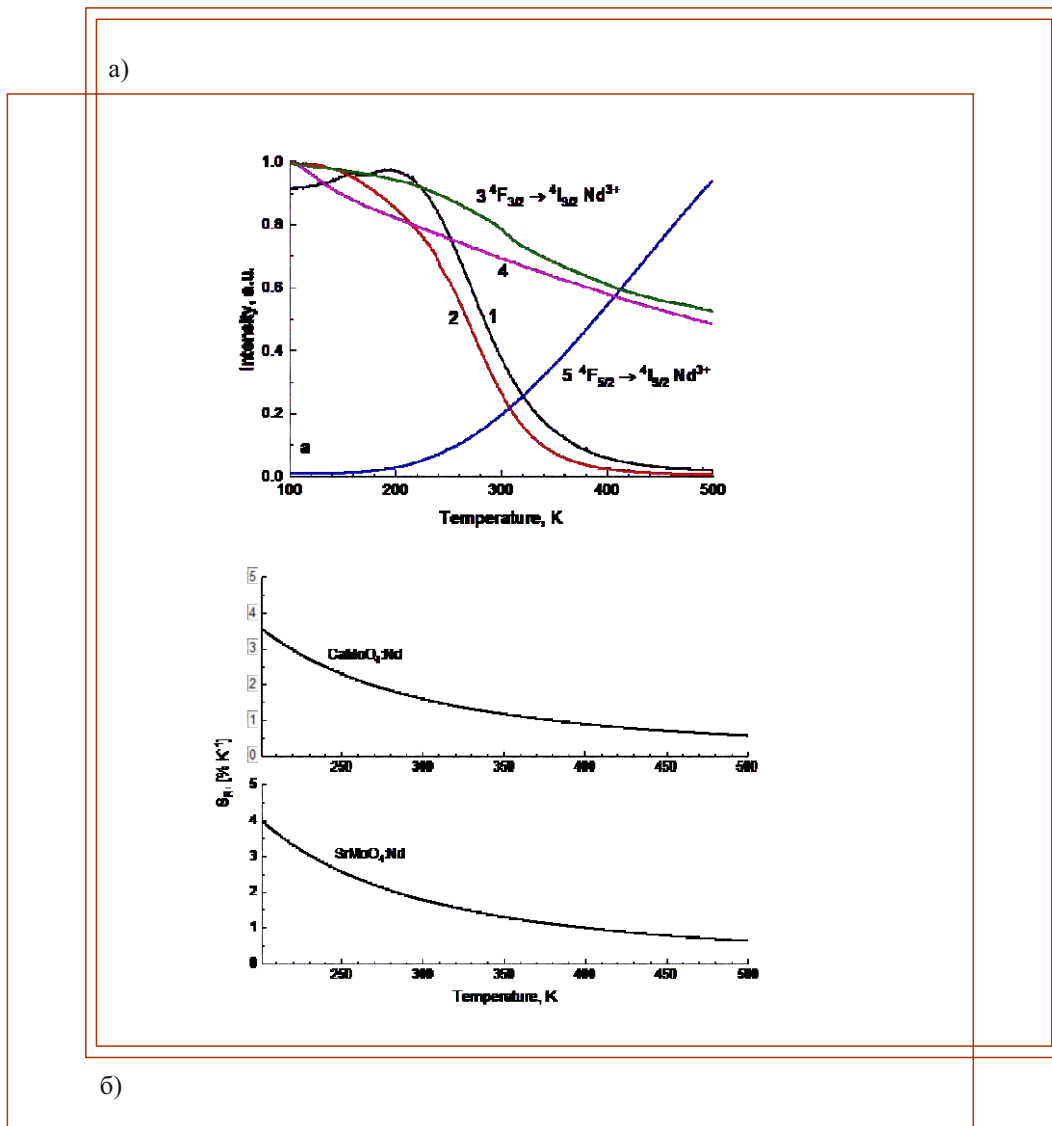 а)
1.0
0.8
0.6
0.4
0.2
0.0
Intensity, a.u.
3 ⁴F₃/₂ → ⁴I₉/₂ Nd³⁺
4
1
2
5 ⁴F₅/₂ → ⁴I₉/₂ Nd³⁺
a
100 200 300 400 500
Temperature, K
5
4
3
2
1
0
CaMoO₄:Nd
250 300 350 400 450 500
[% K⁻¹]
5
4
3
2
1
0
SrMoO₄:Nd
250 300 350 400 450 500
Temperature, K
б)